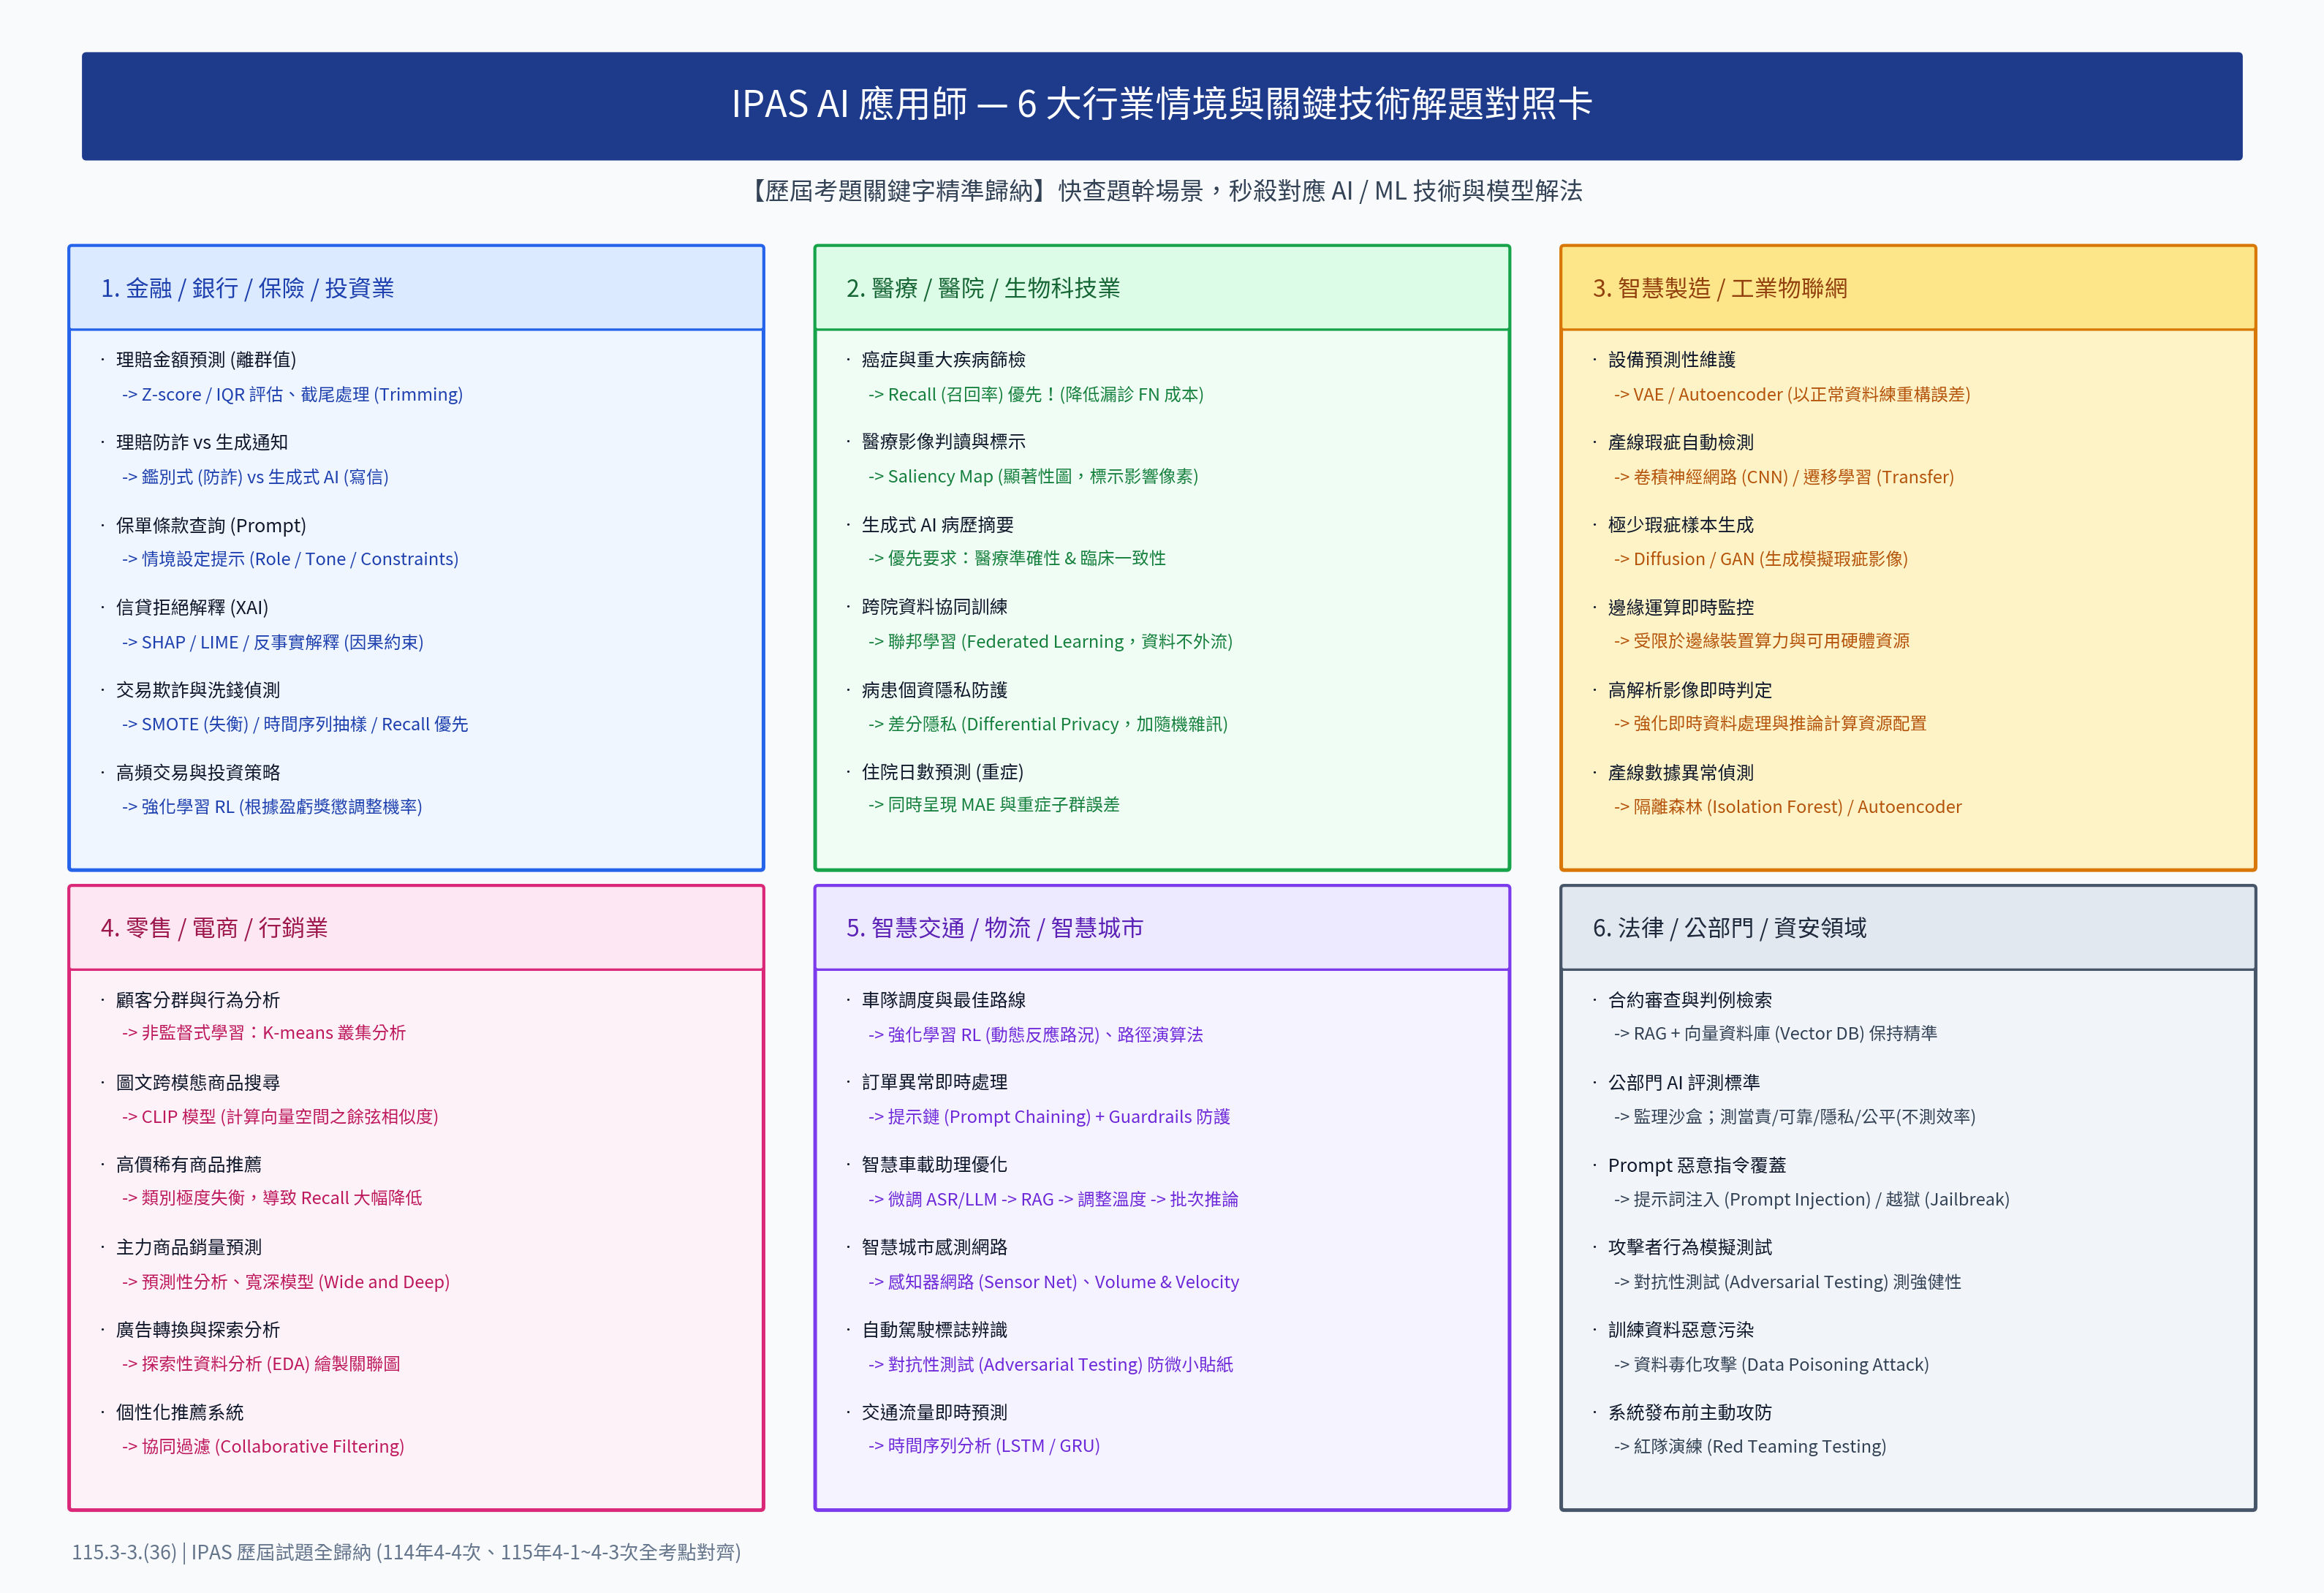 IPAS AI 應用師 — 6 大行業情境與關鍵技術解題對照卡
【歷屆考題關鍵字精準歸納】快查題幹場景，秒殺對應 AI / ML 技術與模型解法
1. 金融 / 銀行 / 保險 / 投資業
· 理賠金額預測 (離群值)
-> Z-score / IQR 評估、截尾處理 (Trimming)
· 理賠防詐 vs 生成通知
-> 鑑別式 (防詐) vs 生成式 AI (寫信)
· 保單條款查詢 (Prompt)
-> 情境設定提示 (Role / Tone / Constraints)
· 信貸拒絕解釋 (XAI)
-> SHAP / LIME / 反事實解釋 (因果約束)
· 交易欺詐與洗錢偵測
-> SMOTE (失衡) / 時間序列抽樣 / Recall 優先
· 高頻交易與投資策略
-> 強化學習 RL (根據盈虧獎懲調整機率)
2. 醫療 / 醫院 / 生物科技業
· 癌症與重大疾病篩檢
-> Recall (召回率) 優先！(降低漏診 FN 成本)
· 醫療影像判讀與標示
-> Saliency Map (顯著性圖，標示影響像素)
· 生成式 AI 病歷摘要
-> 優先要求：醫療準確性 & 臨床一致性
· 跨院資料協同訓練
-> 聯邦學習 (Federated Learning，資料不外流)
· 病患個資隱私防護
-> 差分隱私 (Differential Privacy，加隨機雜訊)
· 住院日數預測 (重症)
-> 同時呈現 MAE 與重症子群誤差
3. 智慧製造 / 工業物聯網
· 設備預測性維護
-> VAE / Autoencoder (以正常資料練重構誤差)
· 產線瑕疵自動檢測
-> 卷積神經網路 (CNN) / 遷移學習 (Transfer)
· 極少瑕疵樣本生成
-> Diffusion / GAN (生成模擬瑕疵影像)
· 邊緣運算即時監控
-> 受限於邊緣裝置算力與可用硬體資源
· 高解析影像即時判定
-> 強化即時資料處理與推論計算資源配置
· 產線數據異常偵測
-> 隔離森林 (Isolation Forest) / Autoencoder
4. 零售 / 電商 / 行銷業
· 顧客分群與行為分析
-> 非監督式學習：K-means 叢集分析
· 圖文跨模態商品搜尋
-> CLIP 模型 (計算向量空間之餘弦相似度)
· 高價稀有商品推薦
-> 類別極度失衡，導致 Recall 大幅降低
· 主力商品銷量預測
-> 預測性分析、寬深模型 (Wide and Deep)
· 廣告轉換與探索分析
-> 探索性資料分析 (EDA) 繪製關聯圖
· 個性化推薦系統
-> 協同過濾 (Collaborative Filtering)
5. 智慧交通 / 物流 / 智慧城市
· 車隊調度與最佳路線
-> 強化學習 RL (動態反應路況)、路徑演算法
· 訂單異常即時處理
-> 提示鏈 (Prompt Chaining) + Guardrails 防護
· 智慧車載助理優化
-> 微調 ASR/LLM -> RAG -> 調整溫度 -> 批次推論
· 智慧城市感測網路
-> 感知器網路 (Sensor Net)、Volume & Velocity
· 自動駕駛標誌辨識
-> 對抗性測試 (Adversarial Testing) 防微小貼紙
· 交通流量即時預測
-> 時間序列分析 (LSTM / GRU)
6. 法律 / 公部門 / 資安領域
· 合約審查與判例檢索
-> RAG + 向量資料庫 (Vector DB) 保持精準
· 公部門 AI 評測標準
-> 監理沙盒；測當責/可靠/隱私/公平(不測效率)
· Prompt 惡意指令覆蓋
-> 提示詞注入 (Prompt Injection) / 越獄 (Jailbreak)
· 攻擊者行為模擬測試
-> 對抗性測試 (Adversarial Testing) 測強健性
· 訓練資料惡意污染
-> 資料毒化攻擊 (Data Poisoning Attack)
· 系統發布前主動攻防
-> 紅隊演練 (Red Teaming Testing)
115.3-3.(36) | IPAS 歷屆試題全歸納 (114年4-4次、115年4-1~4-3次全考點對齊)